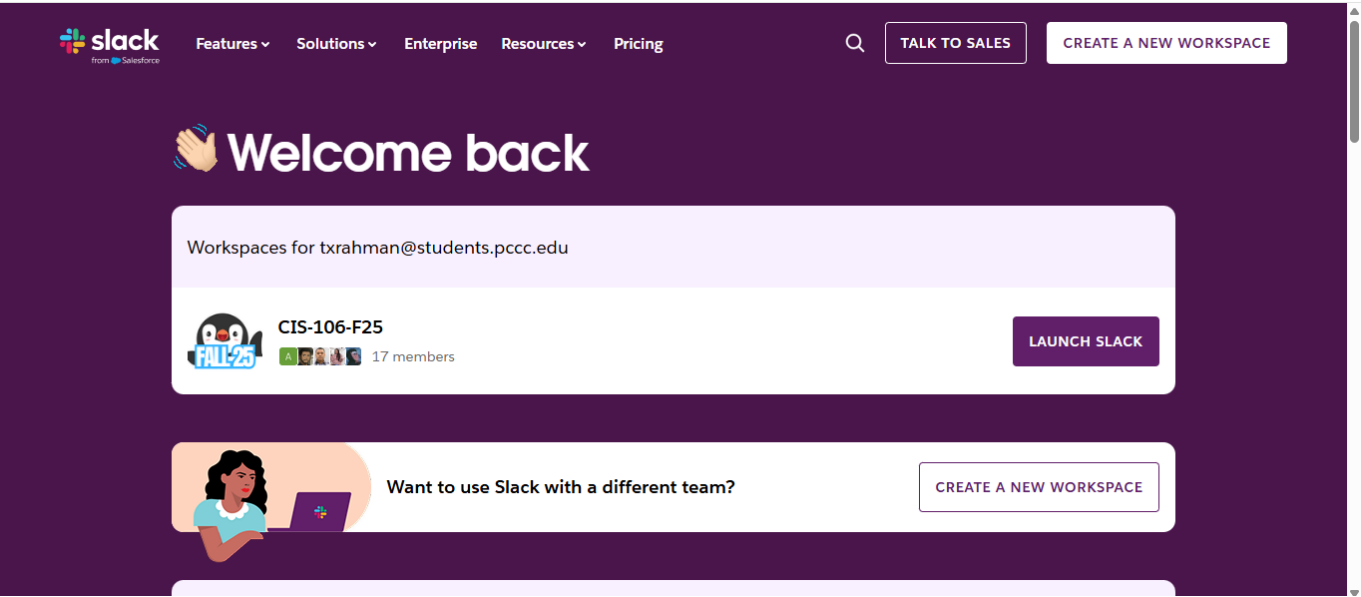 slack
from Salesforce
Features Solutions Enterprise Resources Pricing TALK TO SALES CREATE A NEW WORKSPACE
Welcome back
Workspaces for txrahman@students.pccc.edu
FALL-25
CIS-106-F25
A
17 members
LAUNCH SLACK
Want to use Slack with a different team?
CREATE A NEW WORKSPACE